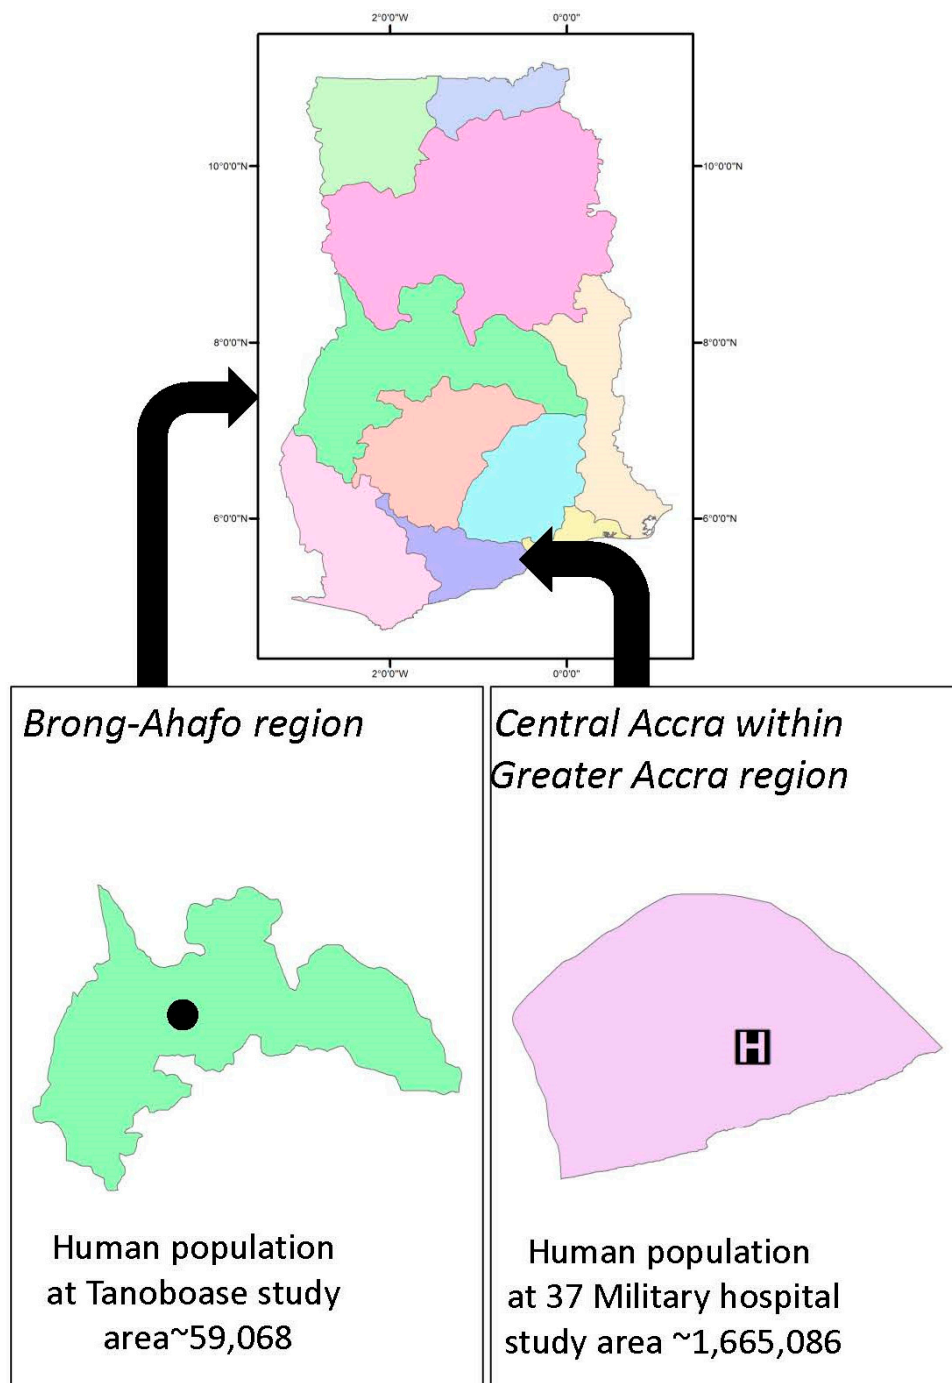 2°0'0"W 0°0'0"
10°0'0"N 10°0'0"N
8°0'0"N 8°0'0"N
6°0'0"N 6°0'0"N
2°0'0"W 0°0'0"
Brong-Ahafo region
Central Accra within
Greater Accra region
H
Human population
at Tanoboase study
area~59,068
Human population
at 37 Military hospital
study area ~1,665,086